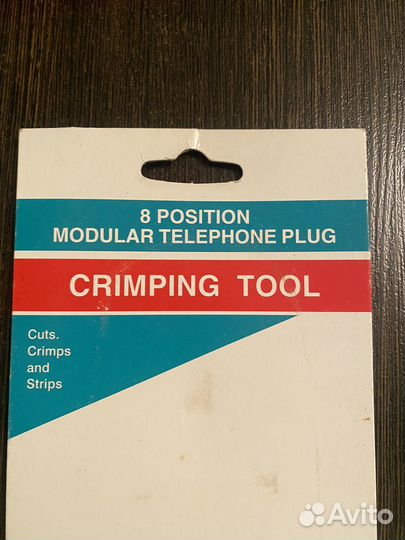 8 POSITION
MODULAR TELEPHONE PLUG
CRIMPING TOOL
Cuts.
Crimps
and
Strips
Avito